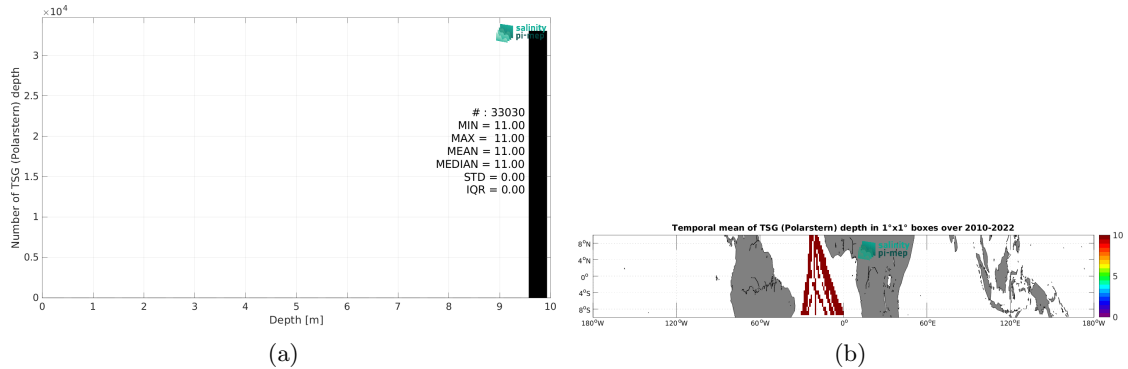 ×10⁴
salinity
pi-mep
3
2.5
2
1.5
1
0.5
0
Number of TSG (Polarstern) depth
# : 33030
MIN = 11.00
MAX = 11.00
MEAN = 11.00
MEDIAN = 11.00
STD = 0.00
IQR = 0.00
0 1 2 3 4 5 6 7 8 9 10
Depth [m]
(a)
Temporal mean of TSG (Polarstern) depth in 1°x1° boxes over 2010-2022
salinity
pi-mep
8°N
4°N
0°
4°S
8°S
180°W 120°W 60°W 0° 60°E 120°E 180°W
10
5
0
(b)